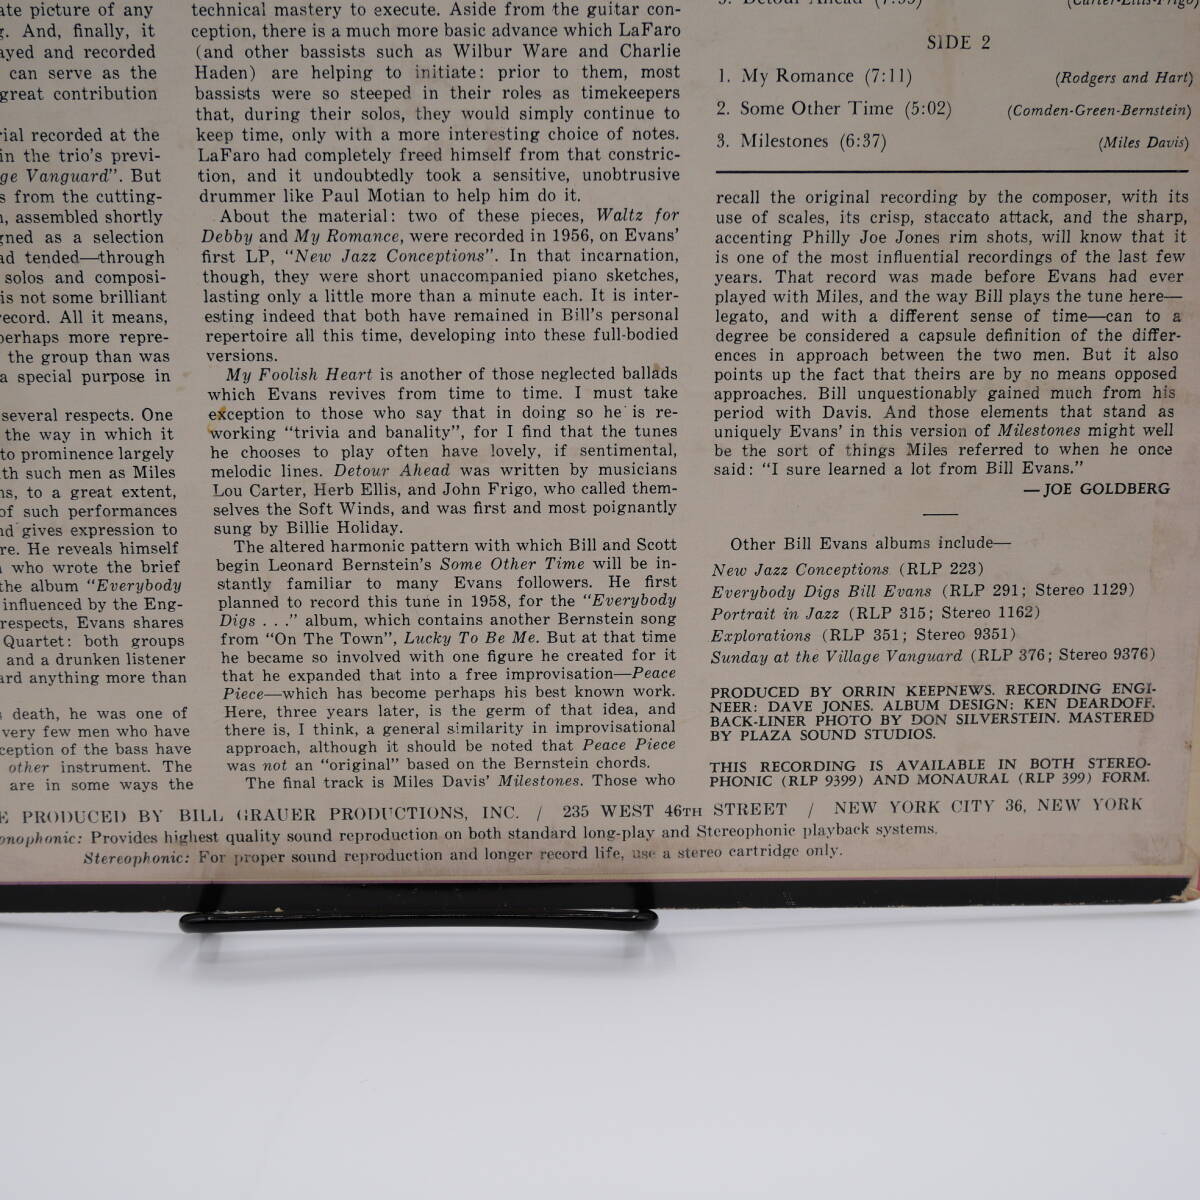 ate picture of any
g. And, finally, it
ayed and recorded
can serve as the
great contribution
rial recorded at the
in the trio's previ-
ge Vanguard". But
s from the cutting-
n, assembled shortly
gned as a selection
ad tended—through
solos and composi-
is not some brilliant
record. All it means,
perhaps more repre-
the group than was
a special purpose in
several respects. One
the way in which it
to prominence largely
th such men as Miles
ns, to a great extent,
of such performances
nd gives expression to
re. He reveals himself
who wrote the brief
the album "Everybody
influenced by the Eng-
respects, Evans shares
Quartet: both groups
and a drunken listener
ard anything more than
death, he was one of
very few men who have
ception of the bass have
other instrument. The
are in some ways the
technical mastery to execute. Aside from the guitar con-
ception, there is a much more basic advance which LaFaro
(and other bassists such as Wilbur Ware and Charlie
Haden) are helping to initiate: prior to them, most
bassists were so steeped in their roles as timekeepers
that, during their solos, they would simply continue to
keep time, only with a more interesting choice of notes.
LaFaro had completely freed himself from that constric-
tion, and it undoubtedly took a sensitive, unobtrusive
drummer like Paul Motian to help him do it.
About the material: two of these pieces, Waltz for
Debby and My Romance, were recorded in 1956, on Evans'
first LP, "New Jazz Conceptions". In that incarnation,
though, they were short unaccompanied piano sketches,
lasting only a little more than a minute each. It is inter-
esting indeed that both have remained in Bill's personal
repertoire all this time, developing into these full-bodied
versions.
My Foolish Heart is another of those neglected ballads
which Evans revives from time to time. I must take
exception to those who say that in doing so he is re-
working "trivia and banality", for I find that the tunes
he chooses to play often have lovely, if sentimental,
melodic lines. Detour Ahead was written by musicians
Lou Carter, Herb Ellis, and John Frigo, who called them-
selves the Soft Winds, and was first and most poignantly
sung by Billie Holiday.
The altered harmonic pattern with which Bill and Scott
begin Leonard Bernstein's Some Other Time will be in-
stantly familiar to many Evans followers. He first
planned to record this tune in 1958, for the "Everybody
Digs . . ." album, which contains another Bernstein song
from "On The Town", Lucky To Be Me. But at that time
he became so involved with one figure he created for it
that he expanded that into a free improvisation—Peace
Piece—which has become perhaps his best known work.
Here, three years later, is the germ of that idea, and
there is, I think, a general similarity in improvisational
approach, although it should be noted that Peace Piece
was not an "original" based on the Bernstein chords.
The final track is Miles Davis' Milestones. Those who
3. Detour Ahead (7:35) (Carter-Ellis-Frigo)
SIDE 2
1. My Romance (7:11) (Rodgers and Hart)
2. Some Other Time (5:02) (Comden-Green-Bernstein)
3. Milestones (6:37) (Miles Davis)
recall the original recording by the composer, with its
use of scales, its crisp, staccato attack, and the sharp,
accenting Philly Joe Jones rim shots, will know that it
is one of the most influential recordings of the last few
years. That record was made before Evans had ever
played with Miles, and the way Bill plays the tune here—
legato, and with a different sense of time—can to a
degree be considered a capsule definition of the differ-
ences in approach between the two men. But it also
points up the fact that theirs are by no means opposed
approaches. Bill unquestionably gained much from his
period with Davis. And those elements that stand as
uniquely Evans' in this version of Milestones might well
be the sort of things Miles referred to when he once
said: "I sure learned a lot from Bill Evans."
— JOE GOLDBERG
Other Bill Evans albums include—
New Jazz Conceptions (RLP 223)
Everybody Digs Bill Evans (RLP 291; Stereo 1129)
Portrait in Jazz (RLP 315; Stereo 1162)
Explorations (RLP 351; Stereo 9351)
Sunday at the Village Vanguard (RLP 376; Stereo 9376)
PRODUCED BY ORRIN KEEPNEWS. RECORDING ENGI-
NEER: DAVE JONES. ALBUM DESIGN: KEN DEARDOFF.
BACK-LINER PHOTO BY DON SILVERSTEIN. MASTERED
BY PLAZA SOUND STUDIOS.
THIS RECORDING IS AVAILABLE IN BOTH STEREO-
PHONIC (RLP 9399) AND MONAURAL (RLP 399) FORM.
E PRODUCED BY BILL GRAUER PRODUCTIONS, INC. / 235 WEST 46TH STREET / NEW YORK CITY 36, NEW YORK
onophonic: Provides highest quality sound reproduction on both standard long-play and Stereophonic playback systems.
Stereophonic: For proper sound reproduction and longer record life, use a stereo cartridge only.